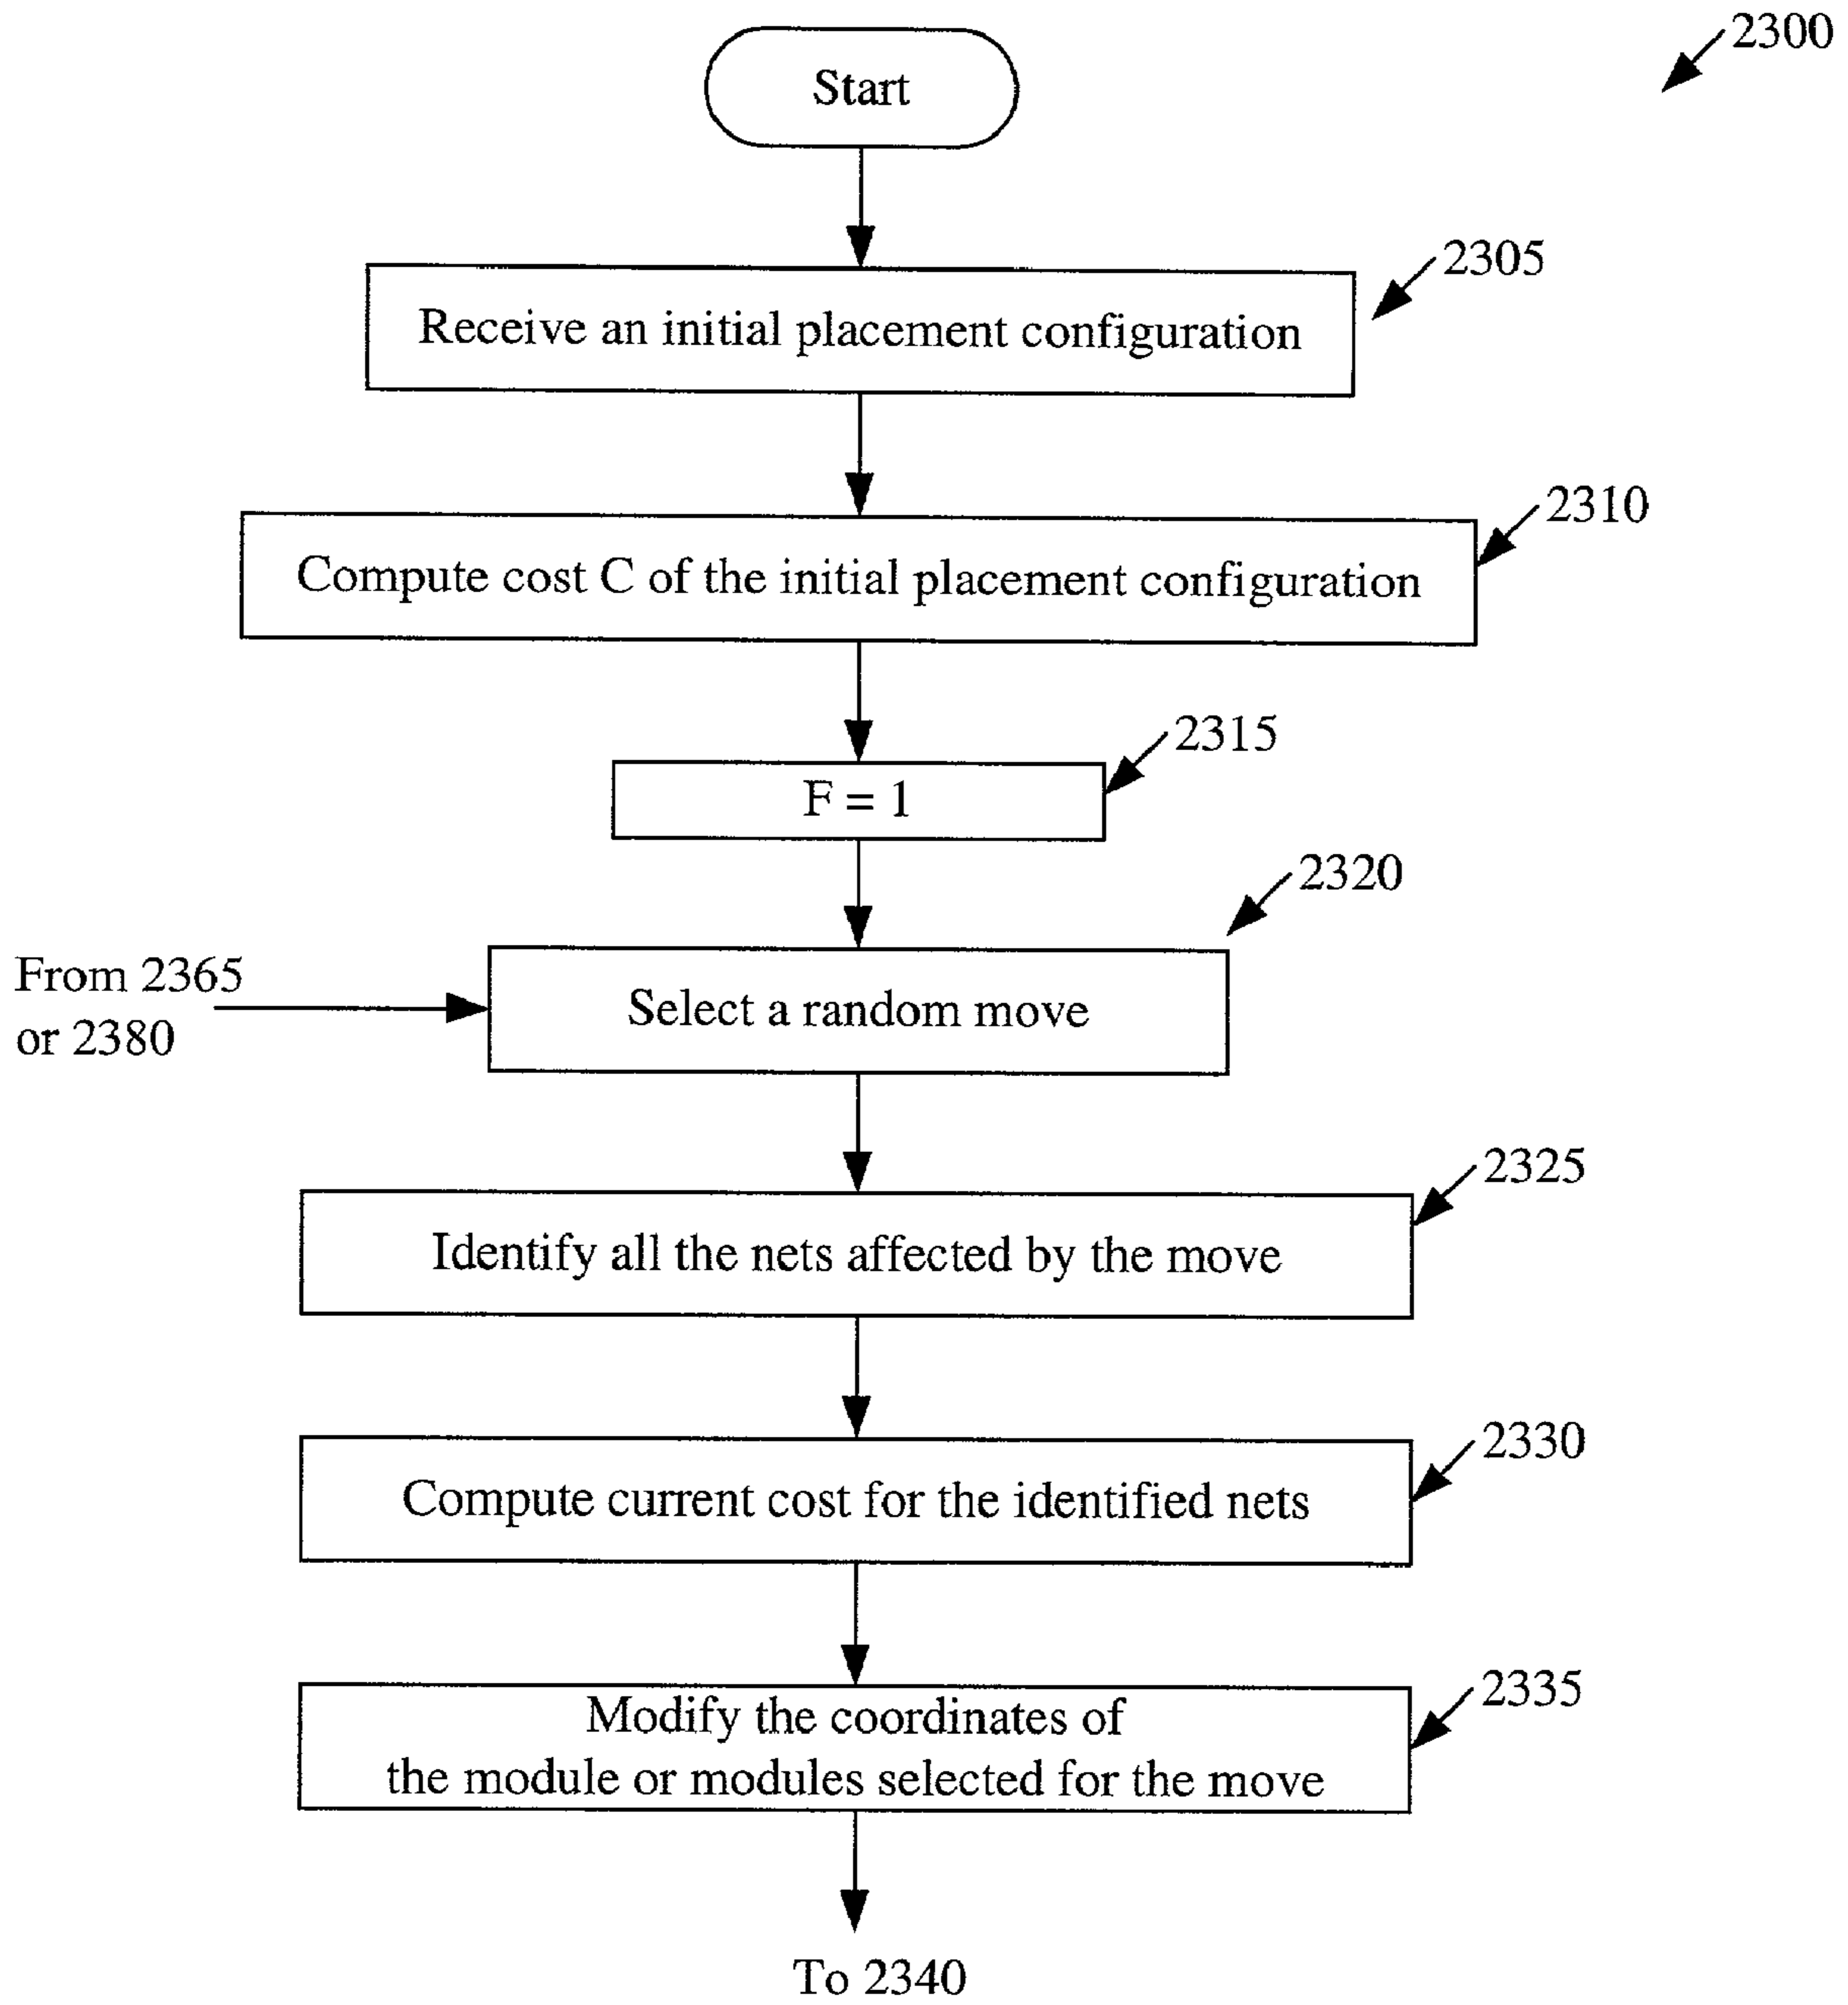 2300
Start
2305
Receive an initial placement configuration
2310
Compute cost C of the initial placement configuration
2315
F = 1
2320
From 2365
or 2380
Select a random move
2325
Identify all the nets affected by the move
2330
Compute current cost for the identified nets
2335
Modify the coordinates of
the module or modules selected for the move
To 2340